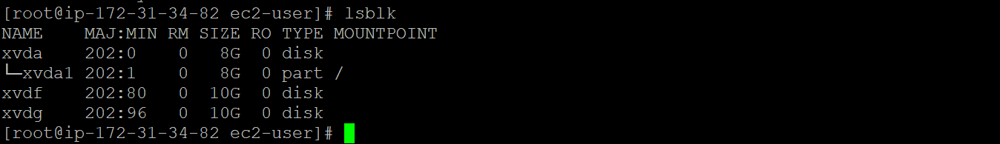 [root@ip-172-31-34-82 ec2-user]# lsblk
NAME    MAJ:MIN RM SIZE RO TYPE MOUNTPOINT
xvda    202:0    0   8G  0 disk
└─xvda1 202:1    0   8G  0 part /
xvdf    202:80   0  10G  0 disk
xvdg    202:96   0  10G  0 disk
[root@ip-172-31-34-82 ec2-user]#